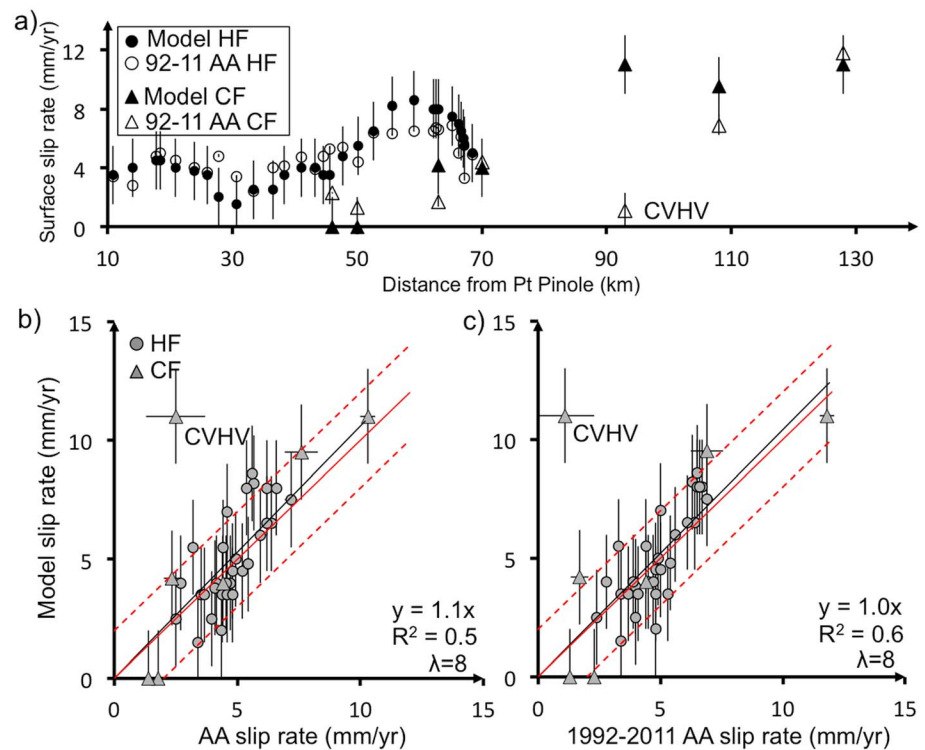 a)
Surface slip rate (mm/yr)
12
8
4
0
Model HF
92-11 AA HF
Model CF
92-11 AA CF
CVHV
10 30 50 70 90 110 130
Distance from Pt Pinole (km)
b)
Model slip rate (mm/yr)
15
10
5
0
HF
CF
CVHV
y = 1.1x
R² = 0.5
λ=8
0 5 10 15
AA slip rate (mm/yr)
c)
15
10
5
0
CVHV
y = 1.0x
R² = 0.6
λ=8
0 5 10 15
1992-2011 AA slip rate (mm/yr)